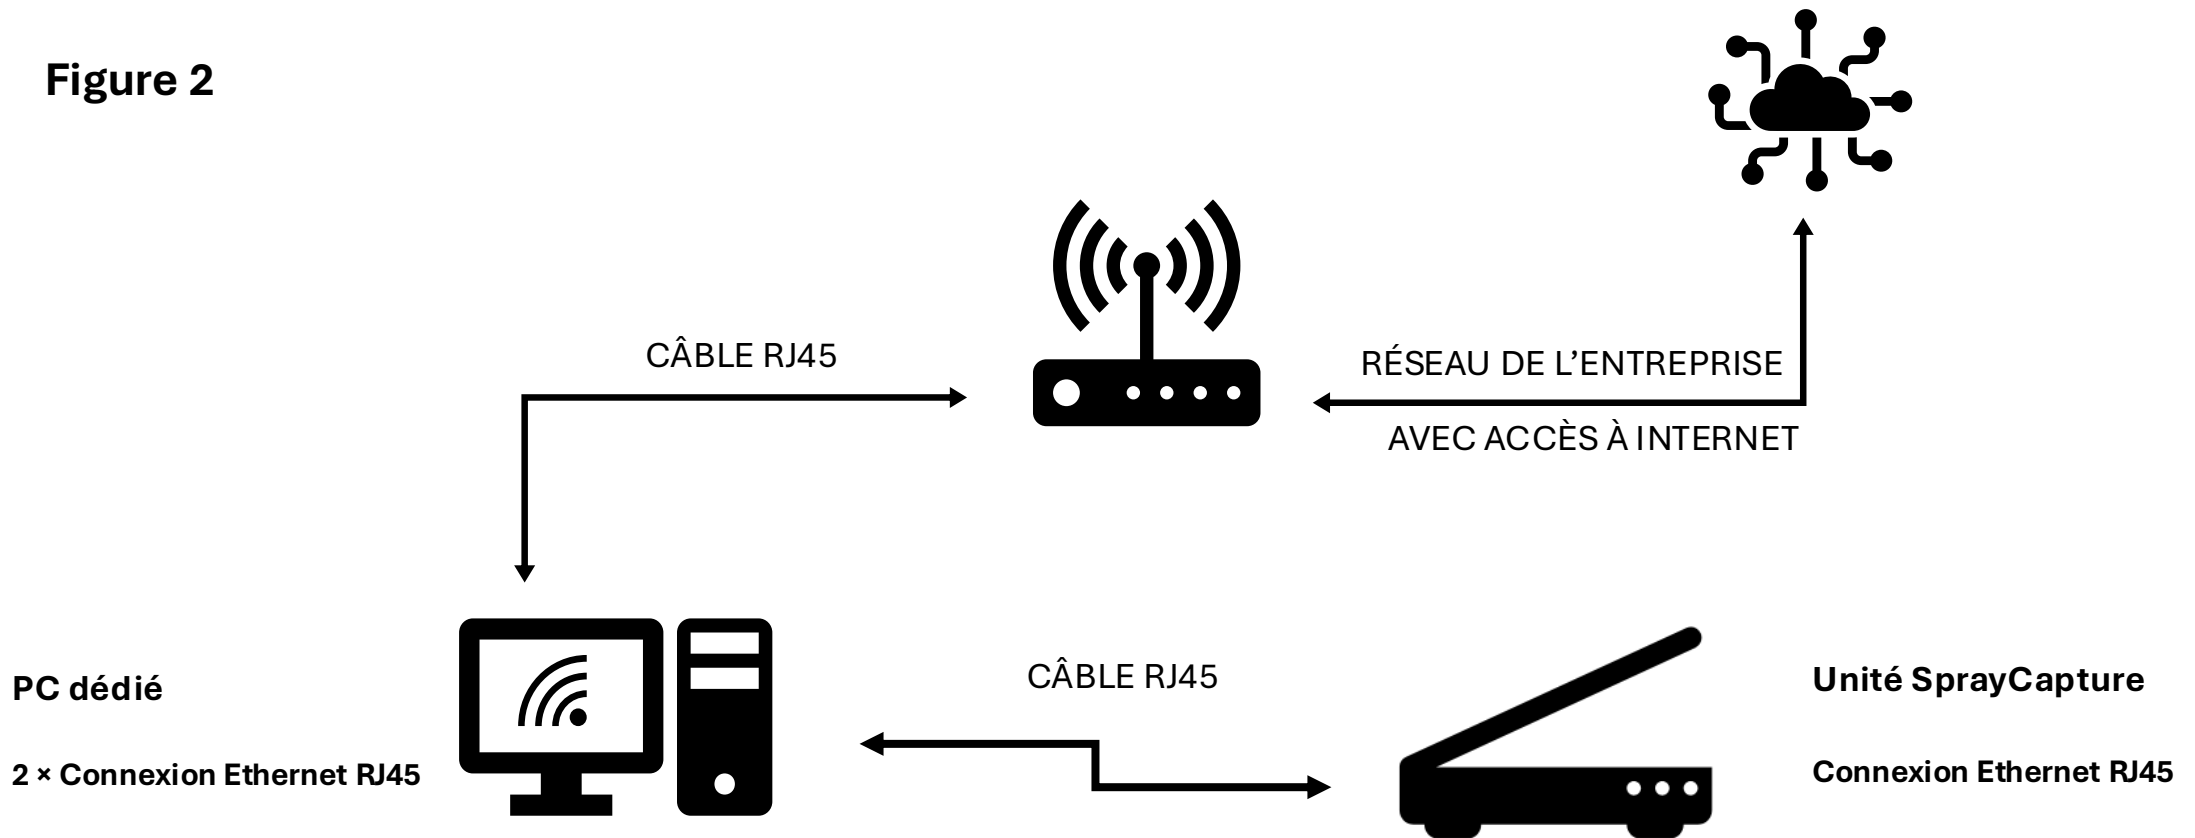 Figure 2
CÂBLE RJ45
RÉSEAU DE L’ENTREPRISE
AVEC ACCÈS À INTERNET
PC dédié
2 × Connexion Ethernet RJ45
CÂBLE RJ45
Unité SprayCapture
Connexion Ethernet RJ45